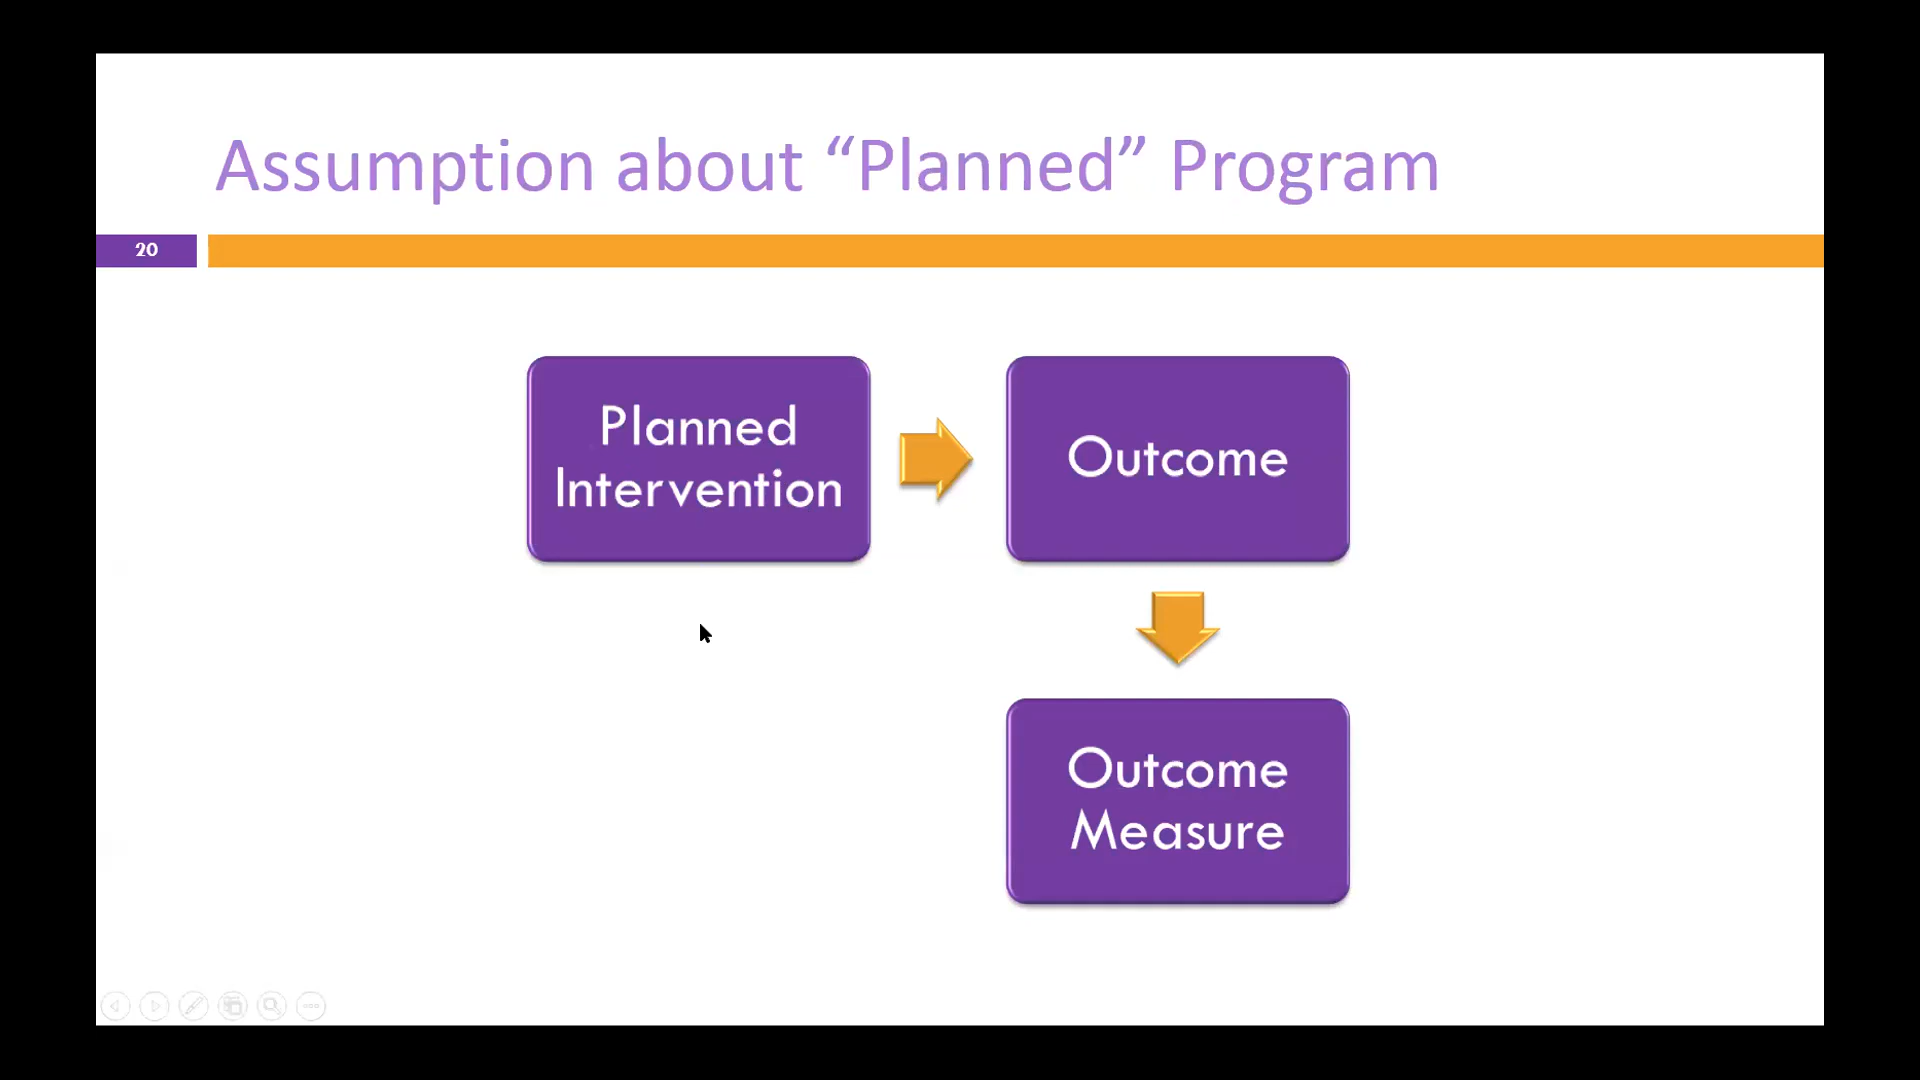 Assumption about “Planned” Program
20
Planned
Intervention
Outcome
Outcome
Measure